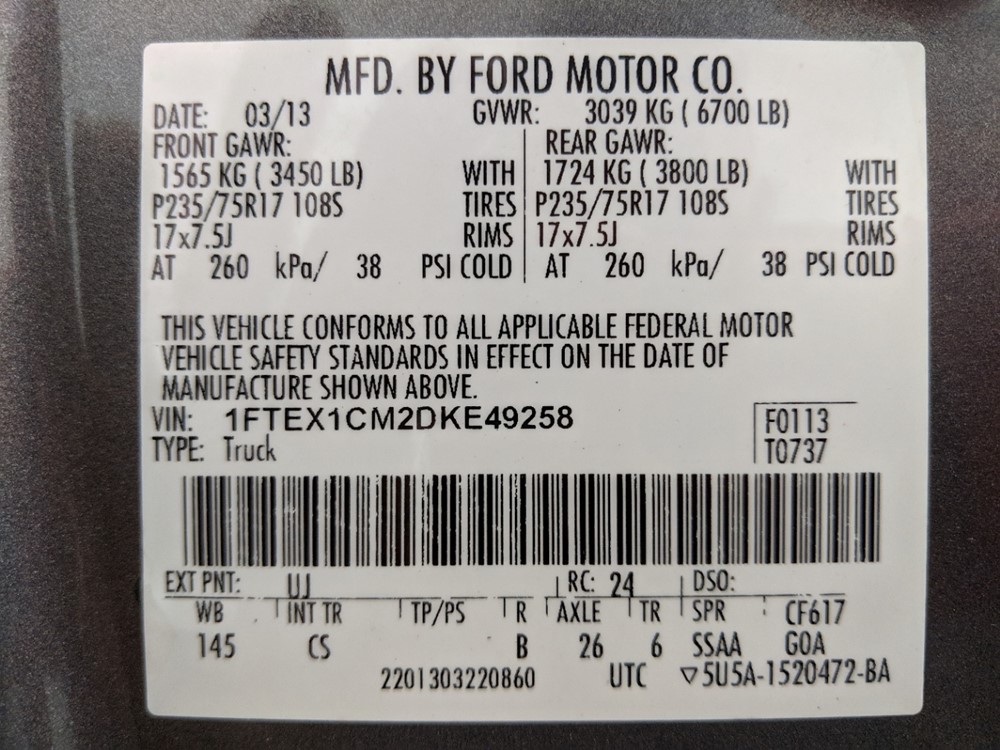 MFD. BY FORD MOTOR CO.
DATE: 03/13 GVWR: 3039 KG ( 6700 LB)
FRONT GAWR: REAR GAWR:
1565 KG ( 3450 LB) WITH 1724 KG ( 3800 LB) WITH
P235/75R17 108S TIRES P235/75R17 108S TIRES
17x7.5J RIMS 17x7.5J RIMS
AT 260 kPa/ 38 PSI COLD AT 260 kPa/ 38 PSI COLD
THIS VEHICLE CONFORMS TO ALL APPLICABLE FEDERAL MOTOR
VEHICLE SAFETY STANDARDS IN EFFECT ON THE DATE OF
MANUFACTURE SHOWN ABOVE.
VIN: 1FTEX1CM2DKE49258 F0113
TYPE: Truck T0737
EXT PNT: UJ RC: 24 DSO:
WB INT TR TP/PS R AXLE TR SPR CF617
145 CS B 26 6 SSAA GOA
2201303220860 UTC ▽5U5A-1520472-BA